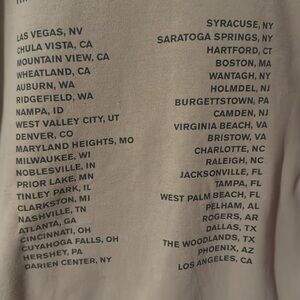 LAS VEGAS, NV
CHULA VISTA, CA
MOUNTAIN VIEW, CA
WHEATLAND, CA
AUBURN, WA
RIDGEFIELD, WA
NAMPA, ID
WEST VALLEY CITY, UT
DENVER, CO
MARYLAND HEIGHTS, MO
MILWAUKEE, WI
NOBLESVILLE, IN
PRIOR LAKE, MN
TINLEY PARK, IL
CLARKSTON, MI
NASHVILLE, TN
ATLANTA, GA
CINCINNATI, OH
CUYAHOGA FALLS, OH
HERSHEY, PA
DARIEN CENTER, NY
SYRACUSE, NY
SARATOGA SPRINGS, NY
HARTFORD, CT
BOSTON, MA
WANTAGH, NY
HOLMDEL, NJ
BURGETTSTOWN, PA
CAMDEN, NJ
VIRGINIA BEACH, VA
BRISTOW, VA
CHARLOTTE, NC
RALEIGH, NC
JACKSONVILLE, FL
TAMPA, FL
WEST PALM BEACH, FL
PELHAM, AL
ROGERS, AR
DALLAS, TX
THE WOODLANDS, TX
PHOENIX, AZ
LOS ANGELES, CA